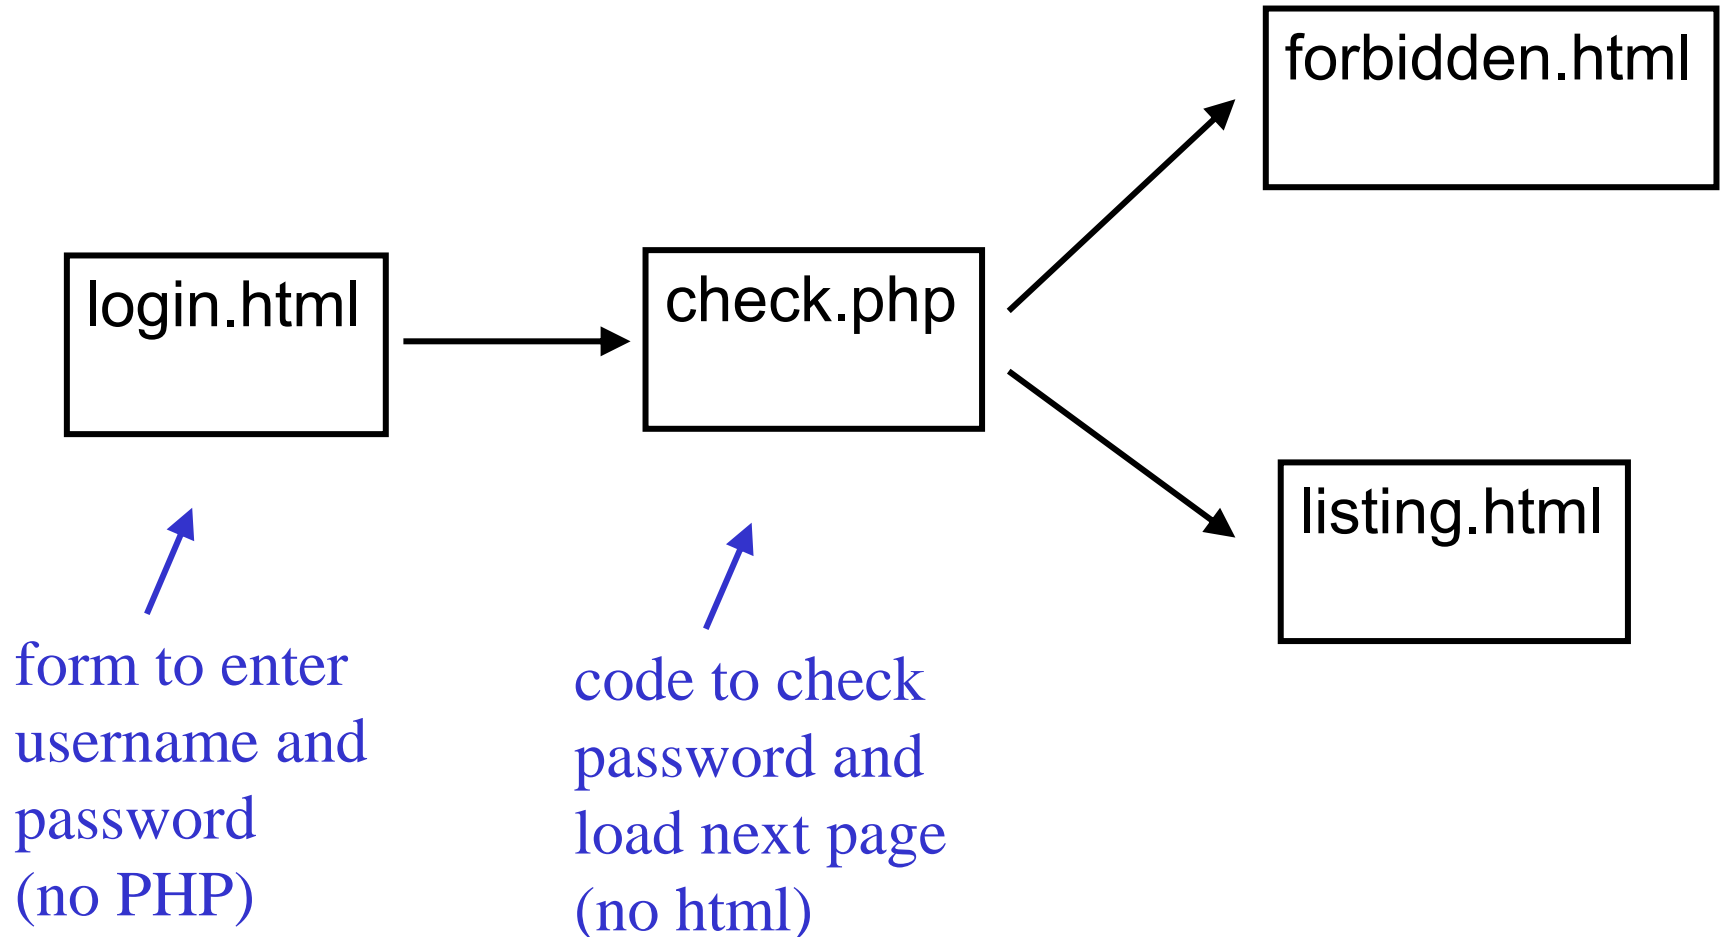 forbidden.html
login.html
check.php
listing.html
form to enter
username and
password
(no PHP)
code to check
password and
load next page
(no html)